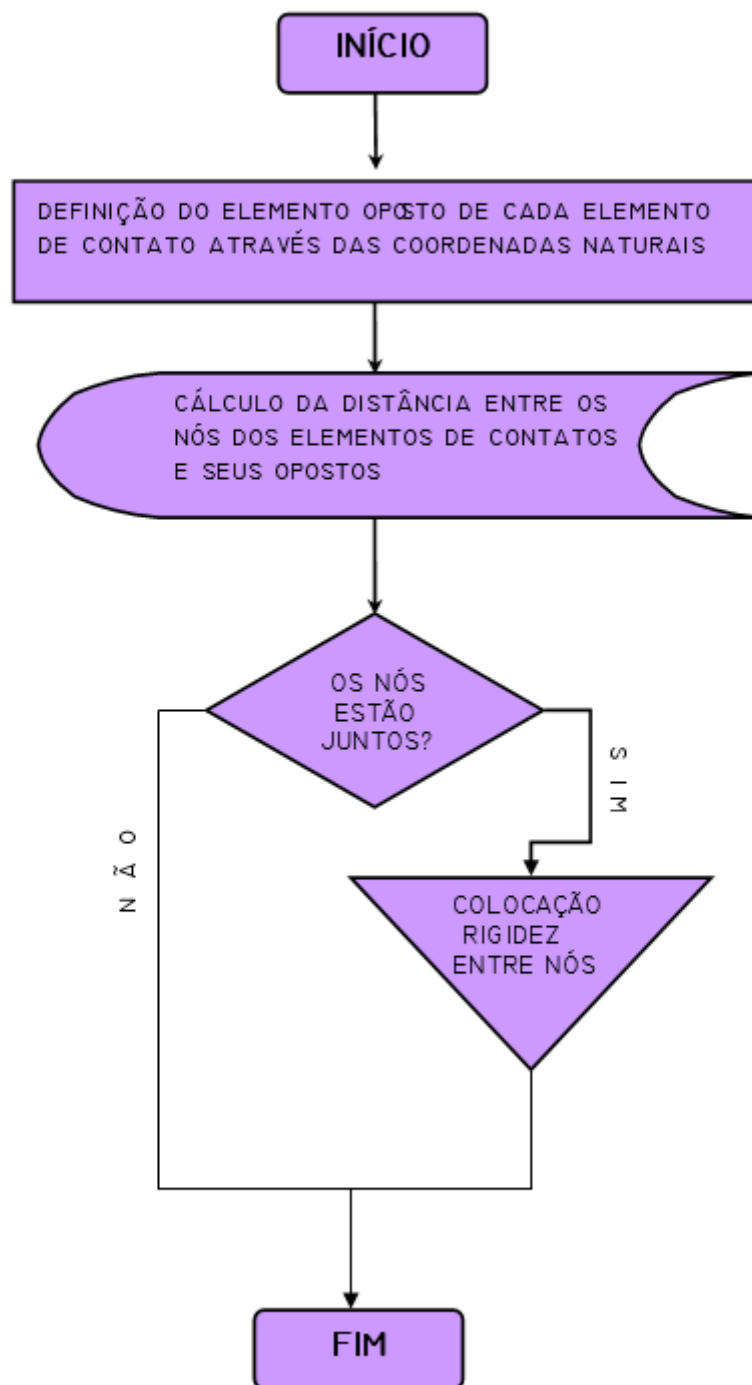 INÍCIO
DEFINIÇÃO DO ELEMENTO OPOSTO DE CADA ELEMENTO
DE CONTATO ATRAVÉS DAS COORDENADAS NATURAIS
CÁLCULO DA DISTÂNCIA ENTRE OS
NÓS DOS ELEMENTOS DE CONTATOS
E SEUS OPOSTOS
OS NÓS
ESTÃO
JUNTOS?
SIM
NÃO
COLOCAÇÃO
RIGIDEZ
ENTRE NÓS
FIM